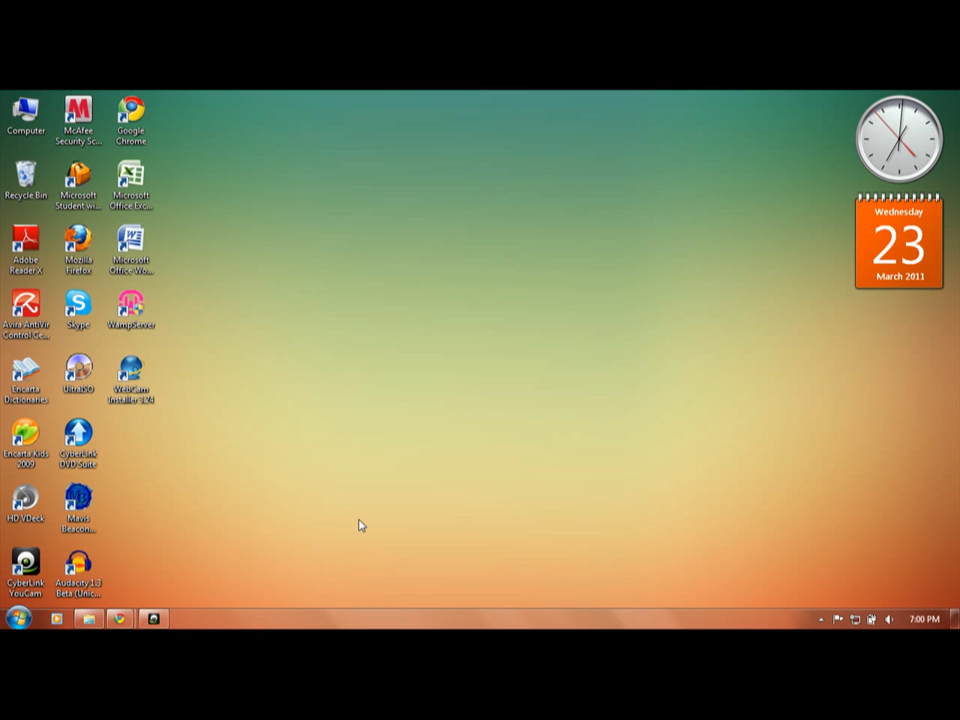 Computer
McAfee
Security Sc...
Google
Chrome
Recycle Bin
Microsoft
Student wi...
Microsoft
Office Exc...
Adobe
Reader X
Mozilla
Firefox
Microsoft
Office Wo...
Avira AntiVir
Control Ce...
Skype
WampServer
Encarta
Dictionaries
UltraISO
WebCam
Installer 3.24
Encarta Kids
2009
CyberLink
DVD Suite
HD VDeck
Mavis
Beacon...
CyberLink
YouCam
Audacity 1.3
Beta (Unic...
Wednesday
23
March 2011
7:00 PM